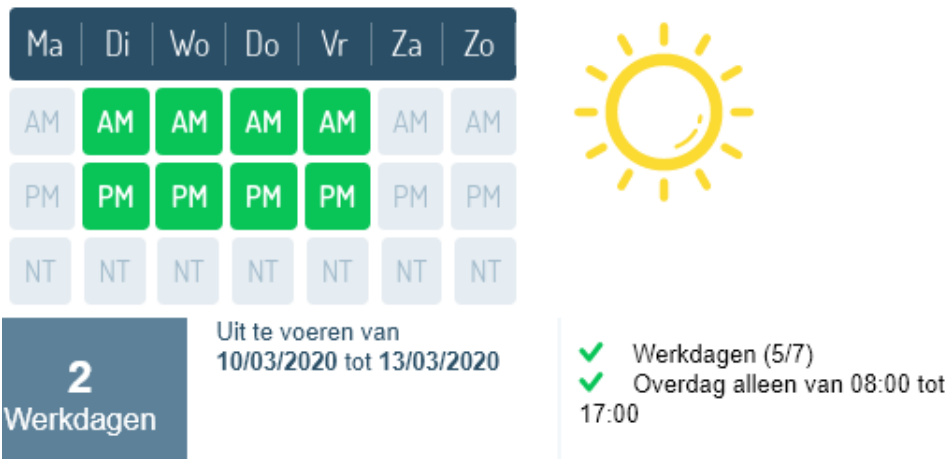 Ma Di Wo Do Vr Za Zo
AM AM AM AM AM AM AM
PM PM PM PM PM PM PM
NT NT NT NT NT NT NT
2
Werkdagen
Uit te voeren van
10/03/2020 tot 13/03/2020
Werkdagen (5/7)
Overdag alleen van 08:00 tot
17:00